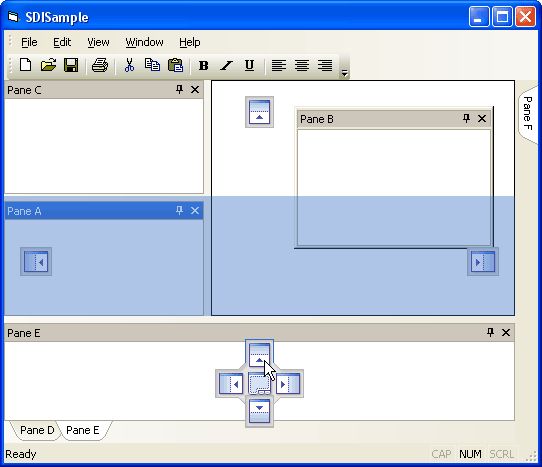 SDISample
File Edit View Window Help
B I U
Pane C
Pane B
Pane F
Pane A
Pane E
Pane D Pane E
Ready CAP NUM SCRL